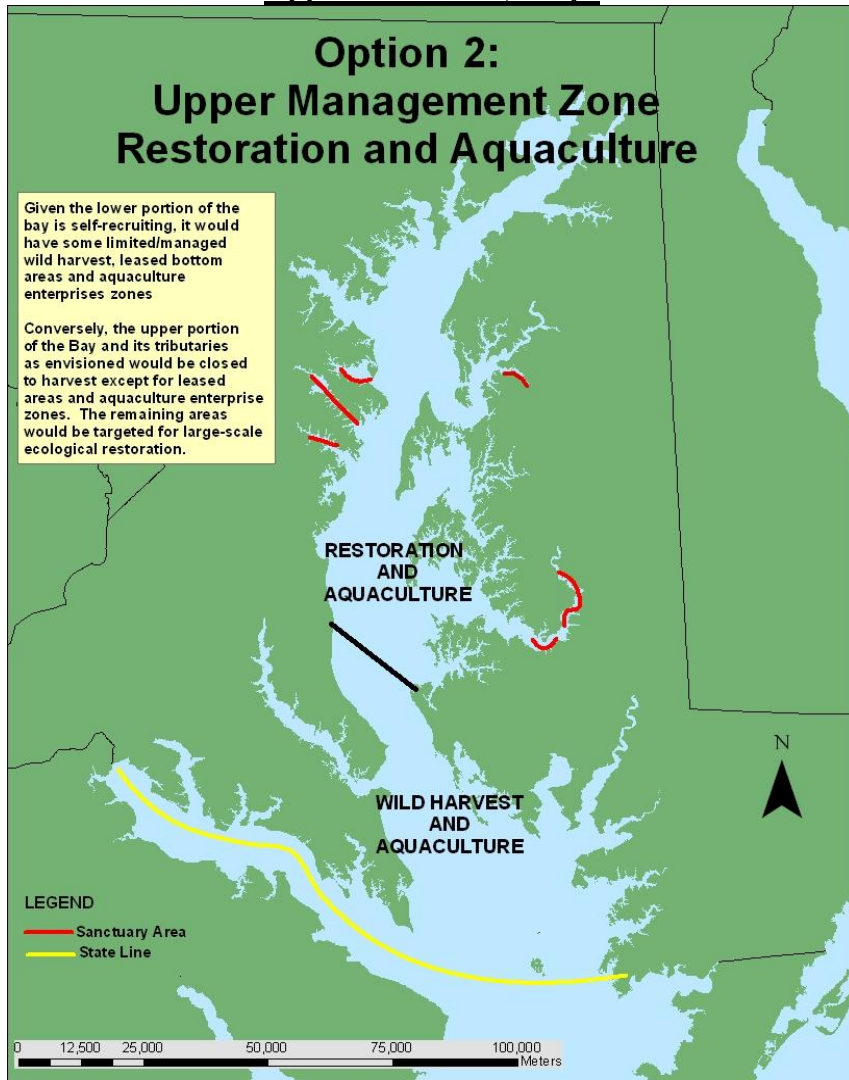 Option 2:
Upper Management Zone
Restoration and Aquaculture
Given the lower portion of the
bay is self-recruiting, it would
have some limited/managed
wild harvest, leased bottom
areas and aquaculture
enterprises zones
Conversely, the upper portion
of the Bay and its tributaries
as envisioned would be closed
to harvest except for leased
areas and aquaculture enterprise
zones. The remaining areas
would be targeted for large-scale
ecological restoration.
RESTORATION
AND
AQUACULTURE
N
WILD HARVEST
AND
AQUACULTURE
LEGEND
Sanctuary Area
State Line
0 12,500 25,000 50,000 75,000 100,000
Meters